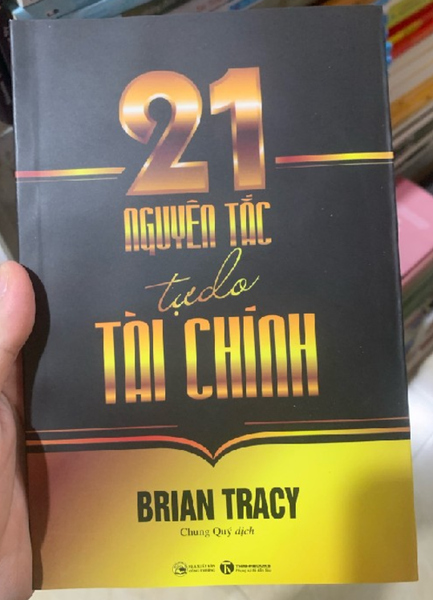 21
NGUYÊN TẮC
tự do
TÀI CHÍNH
BRIAN TRACY
Chung Quý dịch